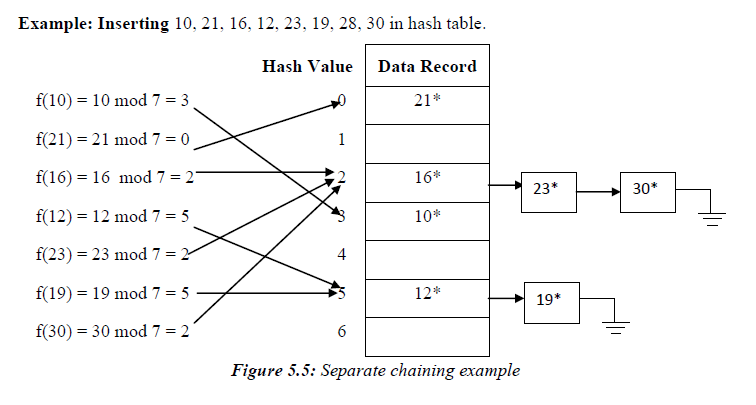 Example: Inserting 10, 21, 16, 12, 23, 19, 28, 30 in hash table.
Hash Value Data Record
f(10) = 10 mod 7 = 3 0 21*
f(21) = 21 mod 7 = 0 1
f(16) = 16 mod 7 = 2 2 16* 23* 30*
f(12) = 12 mod 7 = 5 3 10*
f(23) = 23 mod 7 = 2 4
f(19) = 19 mod 7 = 5 5 12* 19*
f(30) = 30 mod 7 = 2 6
Figure 5.5: Separate chaining example